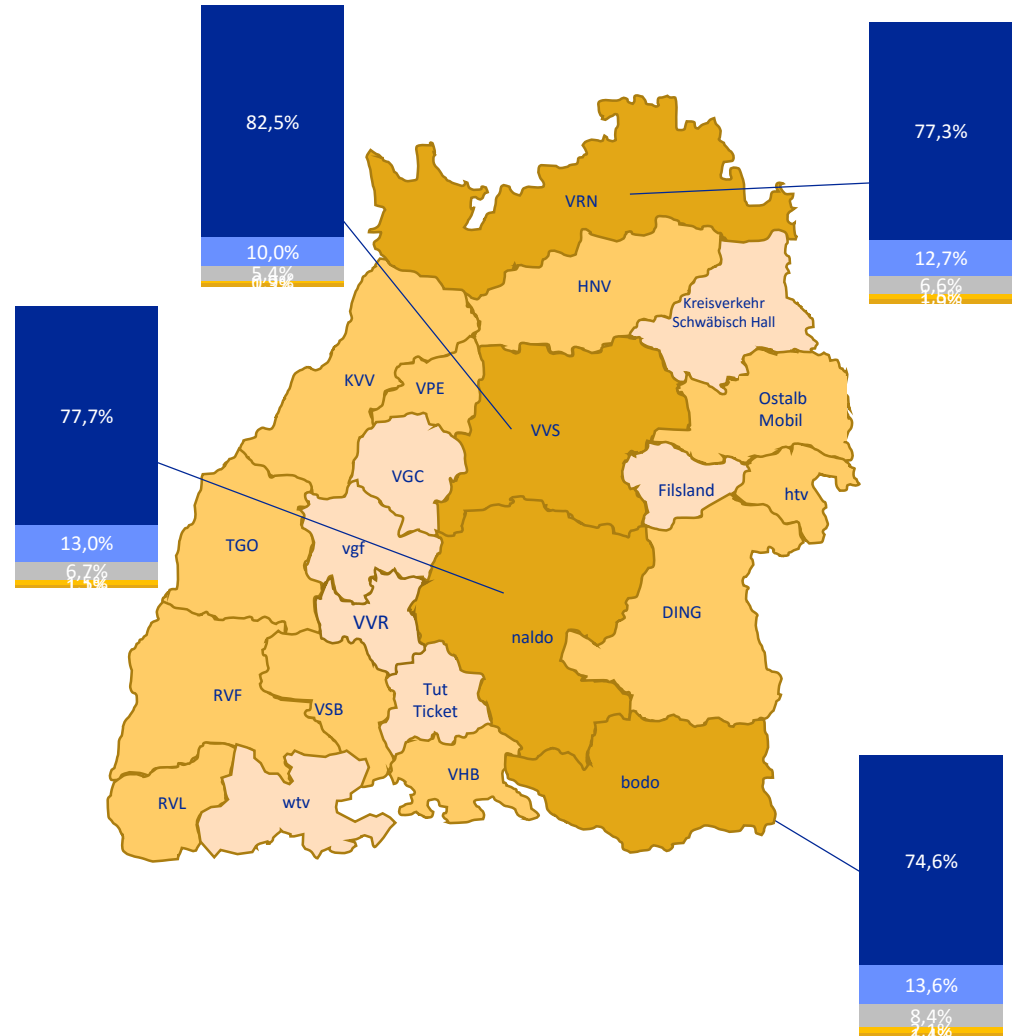 82,5%
10,0%
5,4%
77,3%
12,7%
6,6%
77,7%
13,0%
6,7%
1,5%
74,6%
13,6%
8,4%
VRN
HNV
Kreisverkehr
Schwäbisch Hall
KVV
VPE
Ostalb
Mobil
VVS
VGC
Filsland
htv
TGO
vgf
DING
VVR
naldo
RVF
VSB
Tut
Ticket
VHB
bodo
RVL
wtv